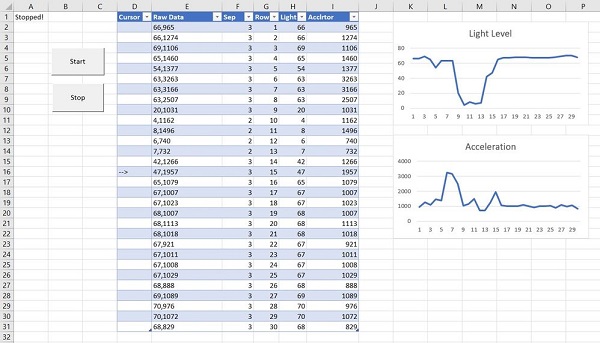 A B C D E F G H I J K L M N O P
1 Stopped! Cursor Raw Data Sep Row Light Acclrtor
2 66,965 3 1 66 965
3 66,1274 3 2 66 1274
4 69,1106 3 3 69 1106
5 65,1460 3 4 65 1460
6 54,1377 3 5 54 1377
7 63,3263 3 6 63 3263
8 63,3166 3 7 63 3166
9 63,2507 3 8 63 2507
10 20,1031 3 9 20 1031
11 4,1162 2 10 4 1162
12 8,1496 2 11 8 1496
13 6,740 2 12 6 740
14 7,732 2 13 7 732
15 42,1266 3 14 42 1266
16 --> 47,1957 3 15 47 1957
17 65,1079 3 16 65 1079
18 67,1007 3 17 67 1007
19 67,1023 3 18 67 1023
20 68,1007 3 19 68 1007
21 68,1113 3 20 68 1113
22 68,1018 3 21 68 1018
23 67,921 3 22 67 921
24 67,1011 3 23 67 1011
25 67,1008 3 24 67 1008
26 67,1029 3 25 67 1029
27 68,888 3 26 68 888
28 69,1089 3 27 69 1089
29 70,976 3 28 70 976
30 70,1072 3 29 70 1072
31 68,829 3 30 68 829
32
Start
Stop
Light Level
80
60
40
20
0
1 3 5 7 9 11 13 15 17 19 21 23 25 27 29
Acceleration
4000
3000
2000
1000
0
1 3 5 7 9 11 13 15 17 19 21 23 25 27 29